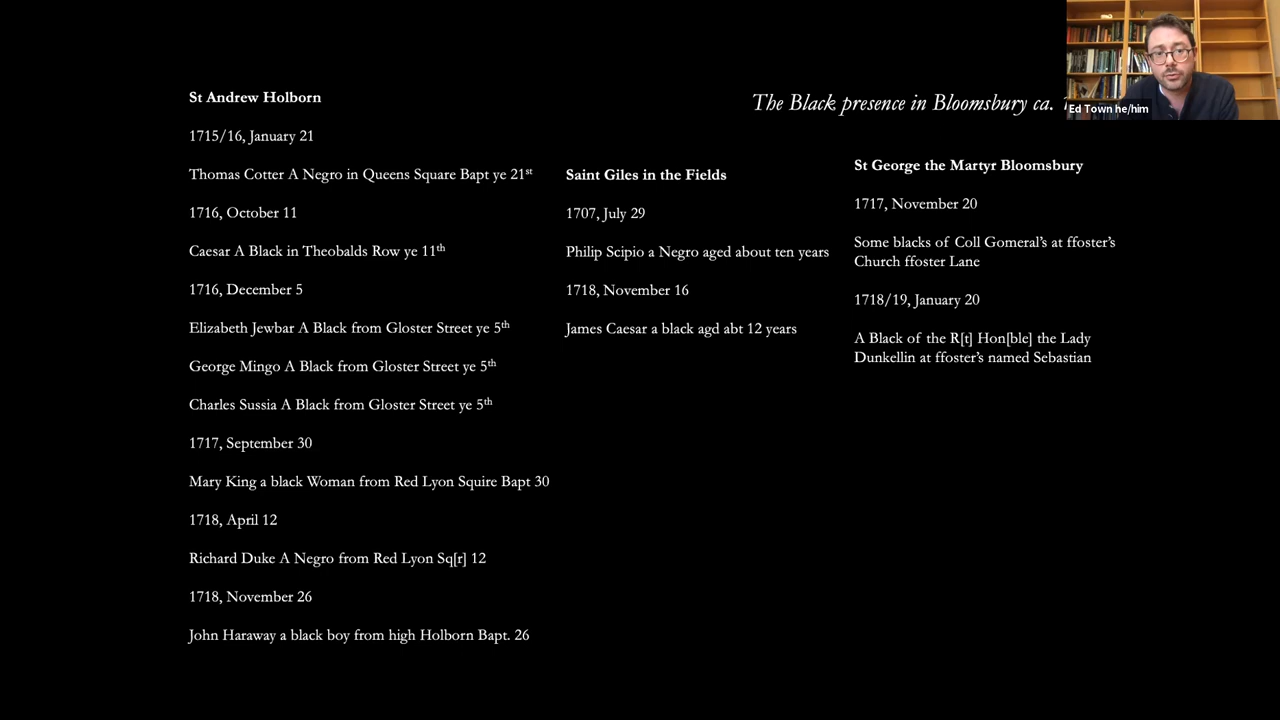 St Andrew Holborn
1715/16, January 21
Thomas Cotter A Negro in Queens Square Bapt ye 21st
1716, October 11
Caesar A Black in Theobalds Row ye 11th
1716, December 5
Elizabeth Jewbar A Black from Gloster Street ye 5th
George Mingo A Black from Gloster Street ye 5th
Charles Sussia A Black from Gloster Street ye 5th
1717, September 30
Mary King a black Woman from Red Lyon Squire Bapt 30
1718, April 12
Richard Duke A Negro from Red Lyon Sq[r] 12
1718, November 26
John Haraway a black boy from high Holborn Bapt. 26
Saint Giles in the Fields
1707, July 29
Philip Scipio a Negro aged about ten years
1718, November 16
James Caesar a black agd abt 12 years
The Black presence in Bloomsbury ca.
St George the Martyr Bloomsbury
1717, November 20
Some blacks of Coll Gomeral's at ffoster's
Church ffoster Lane
1718/19, January 20
A Black of the R[t] Hon[ble] the Lady
Dunkellin at ffoster's named Sebastian
Ed Town he/him